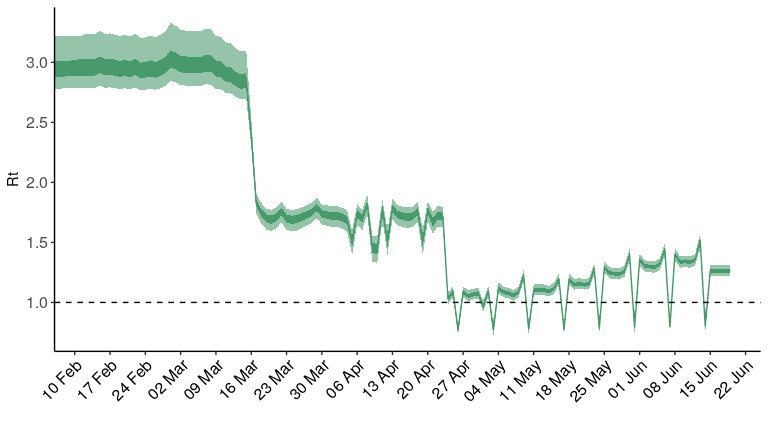 Rt
3.0
2.5
2.0
1.5
1.0
10 Feb
17 Feb
24 Feb
02 Mar
09 Mar
16 Mar
23 Mar
30 Mar
06 Apr
13 Apr
20 Apr
27 Apr
04 May
11 May
18 May
25 May
01 Jun
08 Jun
15 Jun
22 Jun